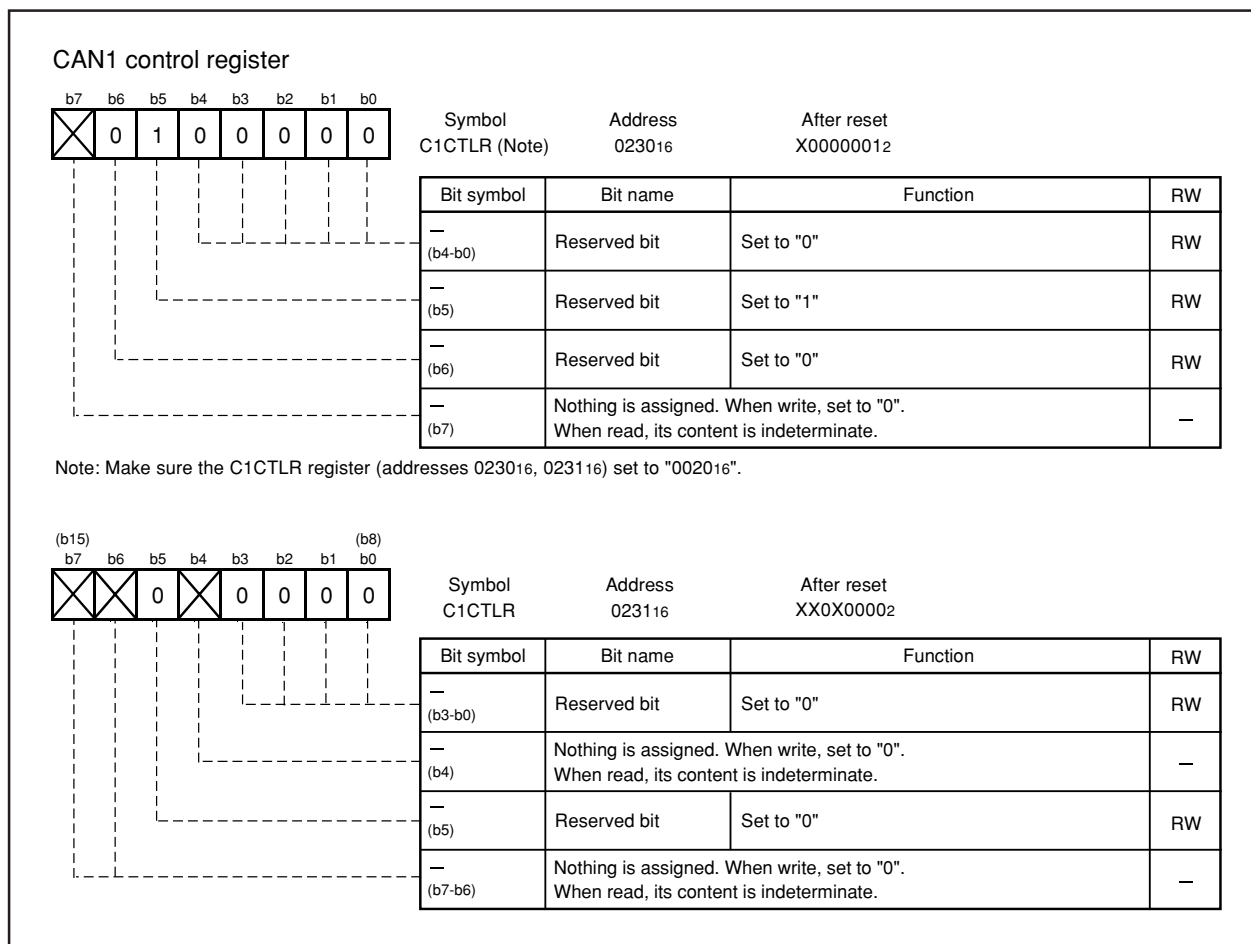 CAN1 control register
b7 b6 b5 b4 b3 b2 b1 b0
0 1 0 0 0 0 0
Symbol Address After reset
C1CTLR (Note) 023016 X00000012
Bit symbol Bit name Function RW
— (b4-b0) Reserved bit Set to "0" RW
— (b5) Reserved bit Set to "1" RW
— (b6) Reserved bit Set to "0" RW
— (b7) Nothing is assigned. When write, set to "0".
When read, its content is indeterminate. —
Note: Make sure the C1CTLR register (addresses 023016, 023116) set to "002016".
(b15) (b8)
b7 b6 b5 b4 b3 b2 b1 b0
0 0 0 0 0
Symbol Address After reset
C1CTLR 023116 XX0X00002
Bit symbol Bit name Function RW
— (b3-b0) Reserved bit Set to "0" RW
— (b4) Nothing is assigned. When write, set to "0".
When read, its content is indeterminate. —
— (b5) Reserved bit Set to "0" RW
— (b7-b6) Nothing is assigned. When write, set to "0".
When read, its content is indeterminate. —